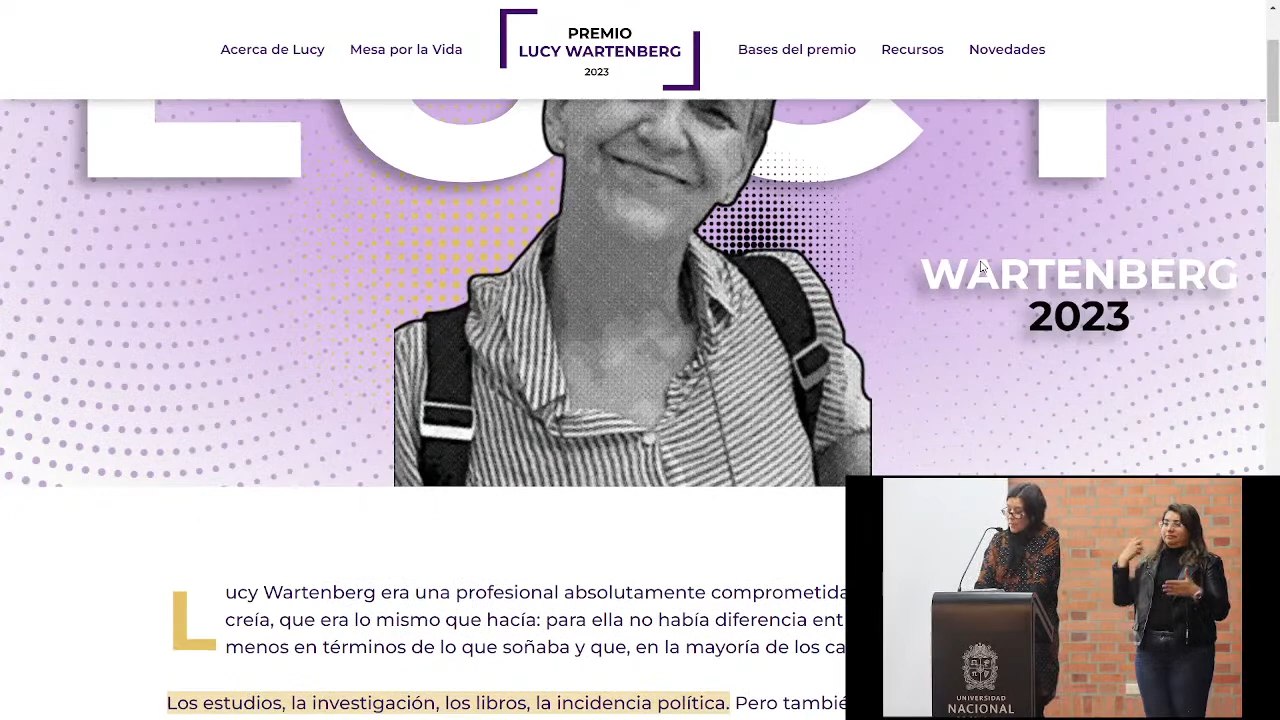 Acerca de Lucy
Mesa por la Vida
PREMIO
LUCY WARTENBERG
2023
Bases del premio
Recursos
Novedades
LUCY
WARTENBERG
2023
Lucy Wartenberg era una profesional absolutamente comprometida
creía, que era lo mismo que hacía: para ella no había diferencia ent
menos en términos de lo que soñaba y que, en la mayoría de los ca
Los estudios, la investigación, los libros, la incidencia política. Pero también
UNIVERSIDAD
NACIONAL